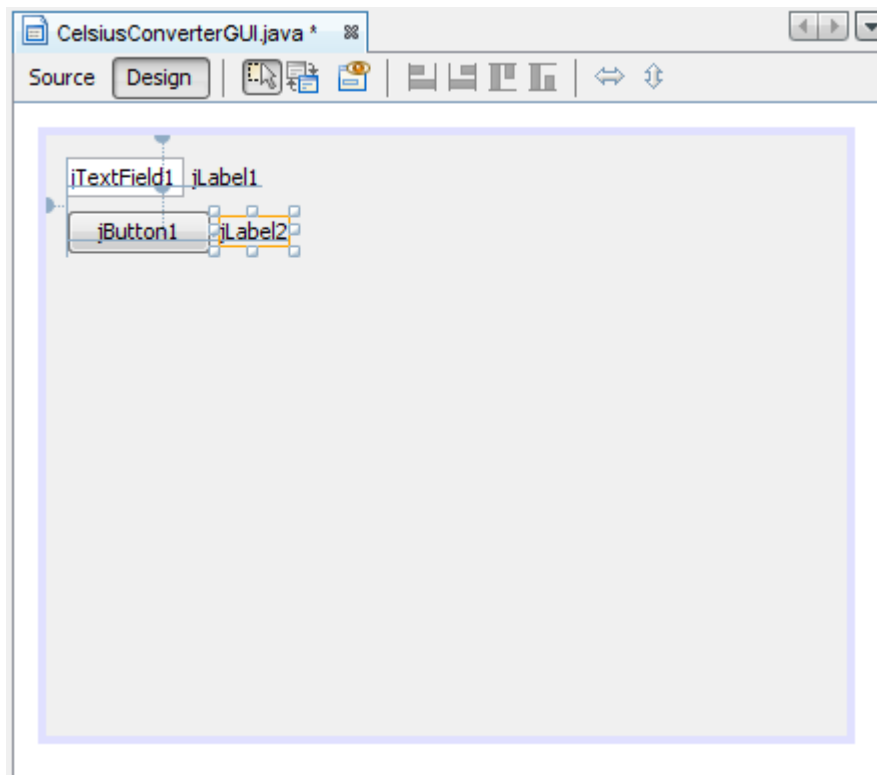 CelsiusConverterGUI.java *
Source Design
jTextField1 jLabel1
jButton1 jLabel2